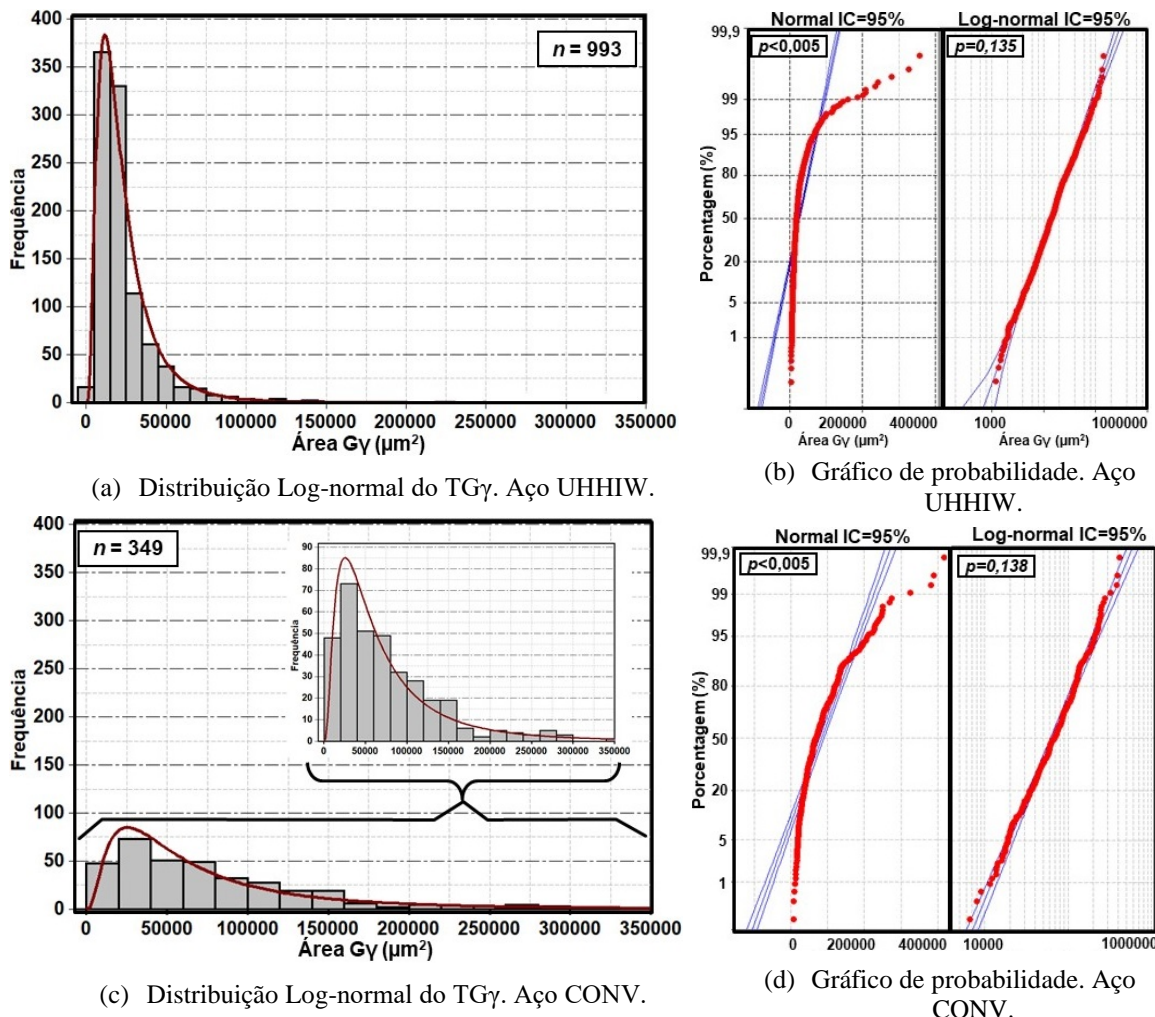 400
350
300
250
200
150
100
50
0
Frequência
n = 993
0 50000 100000 150000 200000 250000 300000 350000
Área Gγ (µm²)
(a) Distribuição Log-normal do TGγ. Aço UHHIW.
Normal IC=95% Log-normal IC=95%
p<0,005 p=0,135
99,9
99
95
80
50
20
5
1
Porcentagem (%)
0 200000 400000 1000 1000000
Área Gγ (µm²) Área Gγ (µm²)
(b) Gráfico de probabilidade. Aço
UHHIW.
400
350
300
250
200
150
100
50
0
Frequência
n = 349
90
80
70
60
50
40
30
20
10
0
Frequência
0 50000 100000 150000 200000 250000 300000 350000
0 50000 100000 150000 200000 250000 300000 350000
Área Gγ (µm²)
(c) Distribuição Log-normal do TGγ. Aço CONV.
Normal IC=95% Log-normal IC=95%
p<0,005 p=0,138
99,9
99
95
80
50
20
5
1
Porcentagem (%)
0 200000 400000 10000 1000000
(d) Gráfico de probabilidade. Aço
CONV.